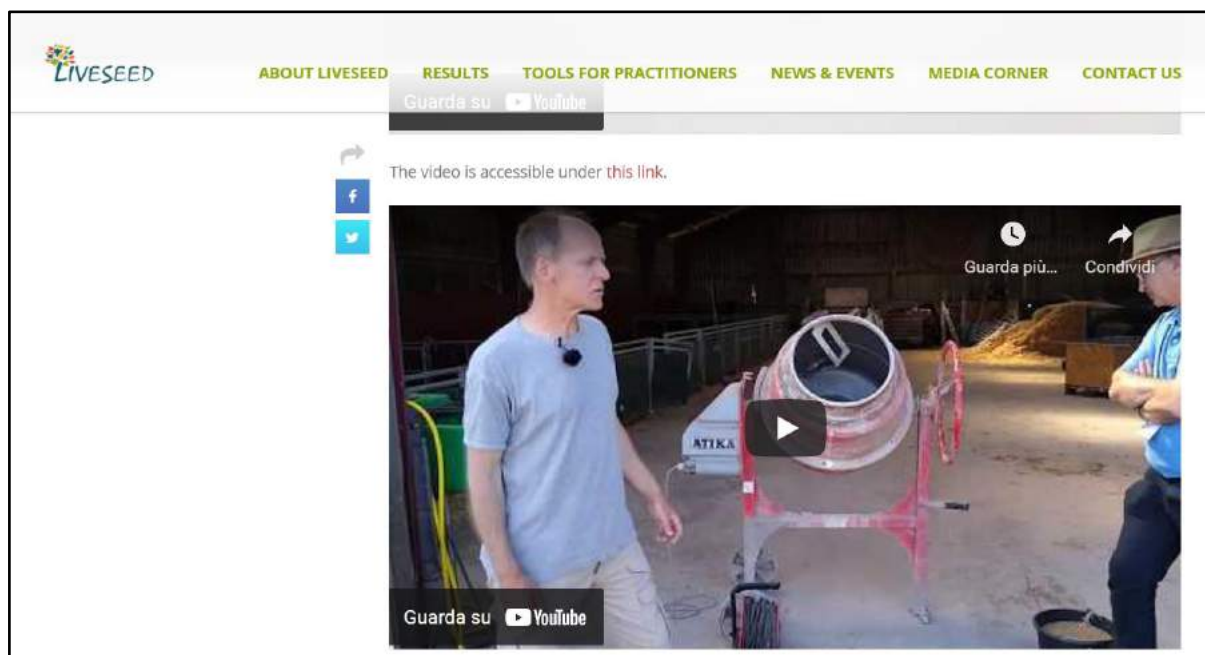 LIVESEED
ABOUT LIVESEED RESULTS TOOLS FOR PRACTITIONERS NEWS & EVENTS MEDIA CORNER CONTACT US
Guarda su YouTube
The video is accessible under this link.
Guarda più... Condividi
ATIKA
Guarda su YouTube